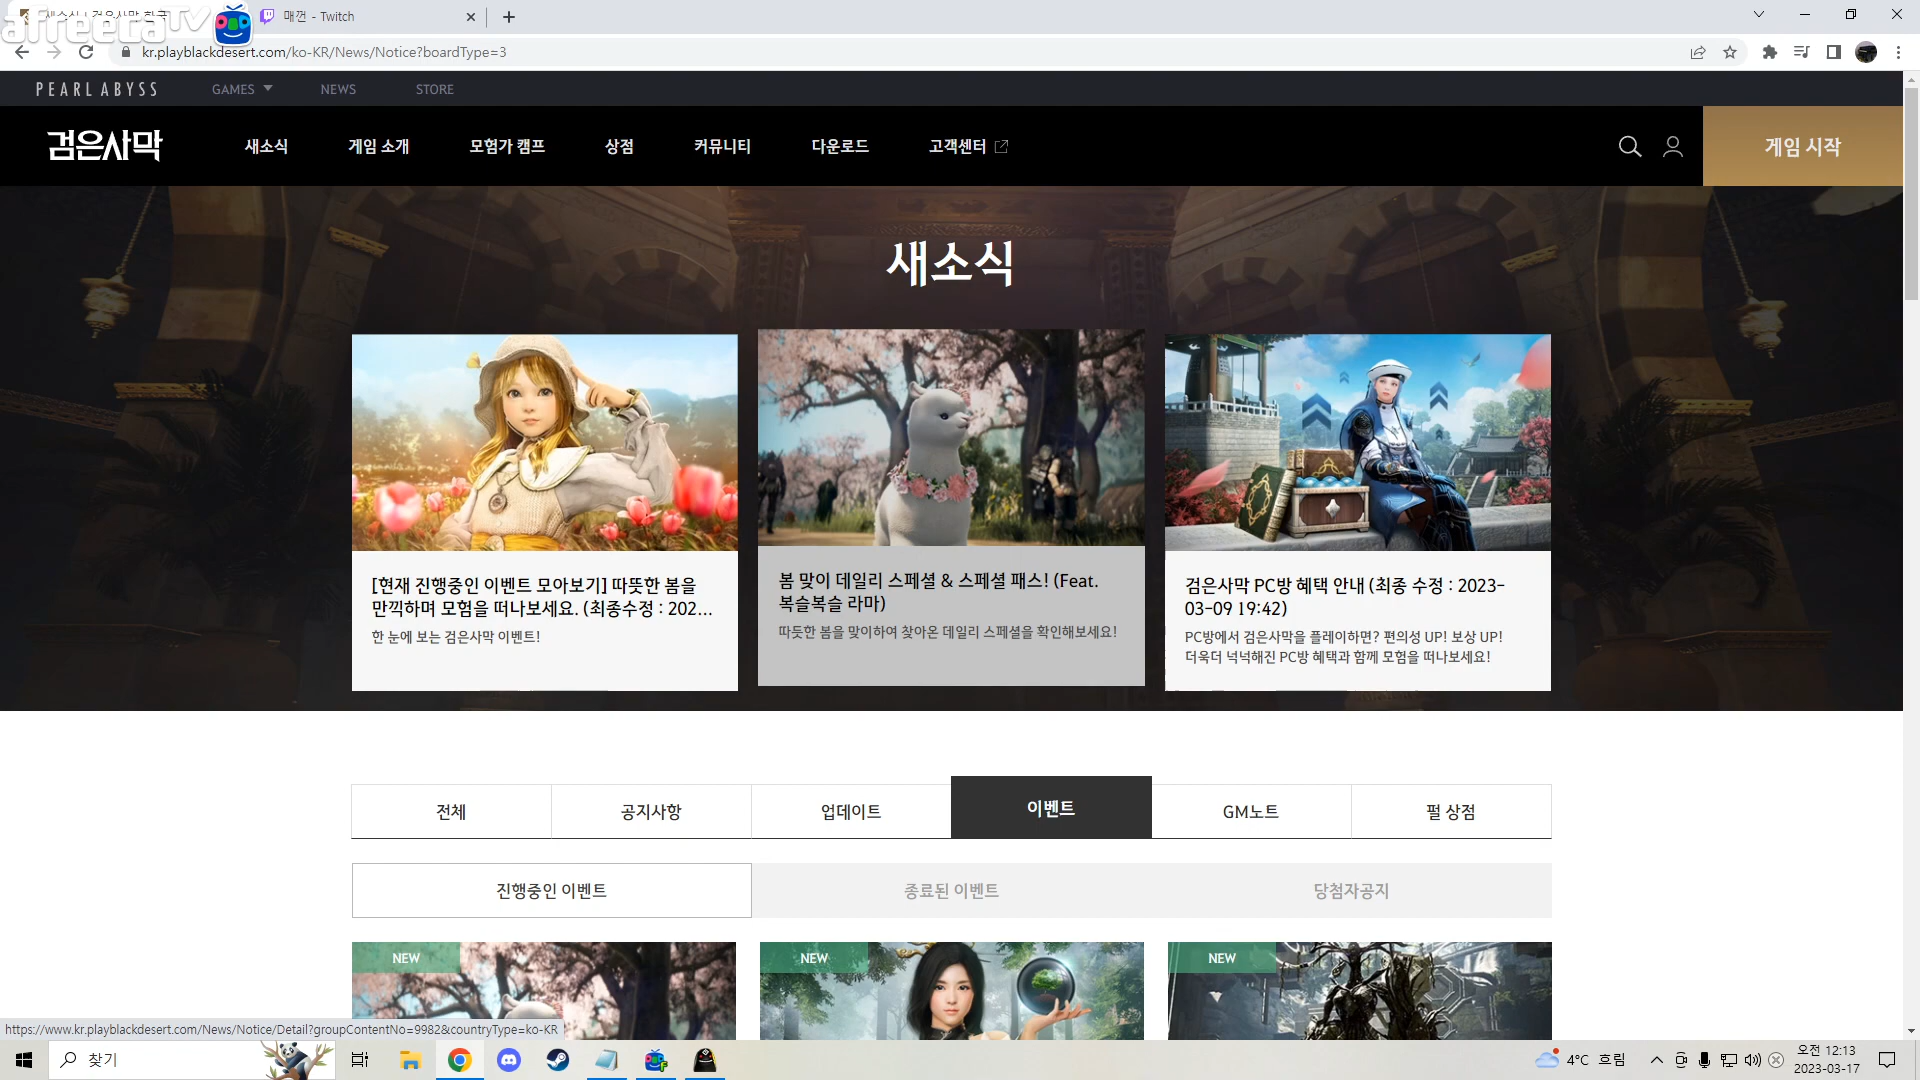 afreecaTV
새소식 | 검은사막 한국
매껀 - Twitch
kr.playblackdesert.com/ko-KR/News/Notice?boardType=3
PEARL ABYSS
GAMES
NEWS
STORE
검은사막
새소식
게임 소개
모험가 캠프
상점
커뮤니티
다운로드
고객센터
게임 시작
새소식
[현재 진행중인 이벤트 모아보기] 따뜻한 봄을
만끽하며 모험을 떠나보세요. (최종수정 : 202...
한 눈에 보는 검은사막 이벤트!
봄 맞이 데일리 스페셜 & 스페셜 패스! (Feat.
복슬복슬 라마)
따뜻한 봄을 맞이하여 찾아온 데일리 스페셜을 확인해보세요!
검은사막 PC방 혜택 안내 (최종 수정 : 2023-
03-09 19:42)
PC방에서 검은사막을 플레이하면? 편의성 UP! 보상 UP!
더욱더 넉넉해진 PC방 혜택과 함께 모험을 떠나보세요!
전체
공지사항
업데이트
이벤트
GM노트
펄 상점
진행중인 이벤트
종료된 이벤트
당첨자공지
NEW
NEW
NEW
https://www.kr.playblackdesert.com/News/Notice/Detail?groupContentNo=9982&countryType=ko-KR
찾기
4°C 흐림
오전 12:13
2023-03-17